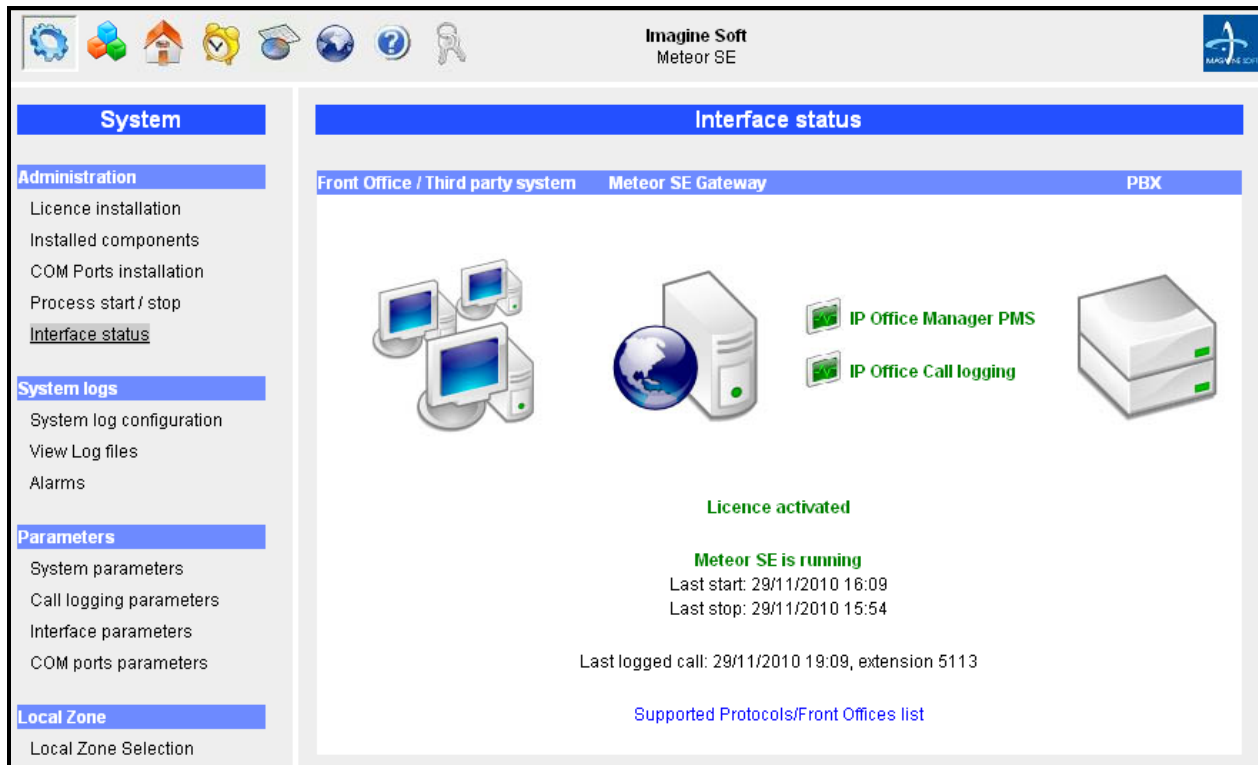 Imagine Soft
Meteor SE
System
Administration
Licence installation
Installed components
COM Ports installation
Process start / stop
Interface status
System logs
System log configuration
View Log files
Alarms
Parameters
System parameters
Call logging parameters
Interface parameters
COM ports parameters
Local Zone
Local Zone Selection
Interface status
Front Office / Third party system Meteor SE Gateway PBX
IP Office Manager PMS
IP Office Call logging
Licence activated
Meteor SE is running
Last start: 29/11/2010 16:09
Last stop: 29/11/2010 15:54
Last logged call: 29/11/2010 19:09, extension 5113
Supported Protocols/Front Offices list